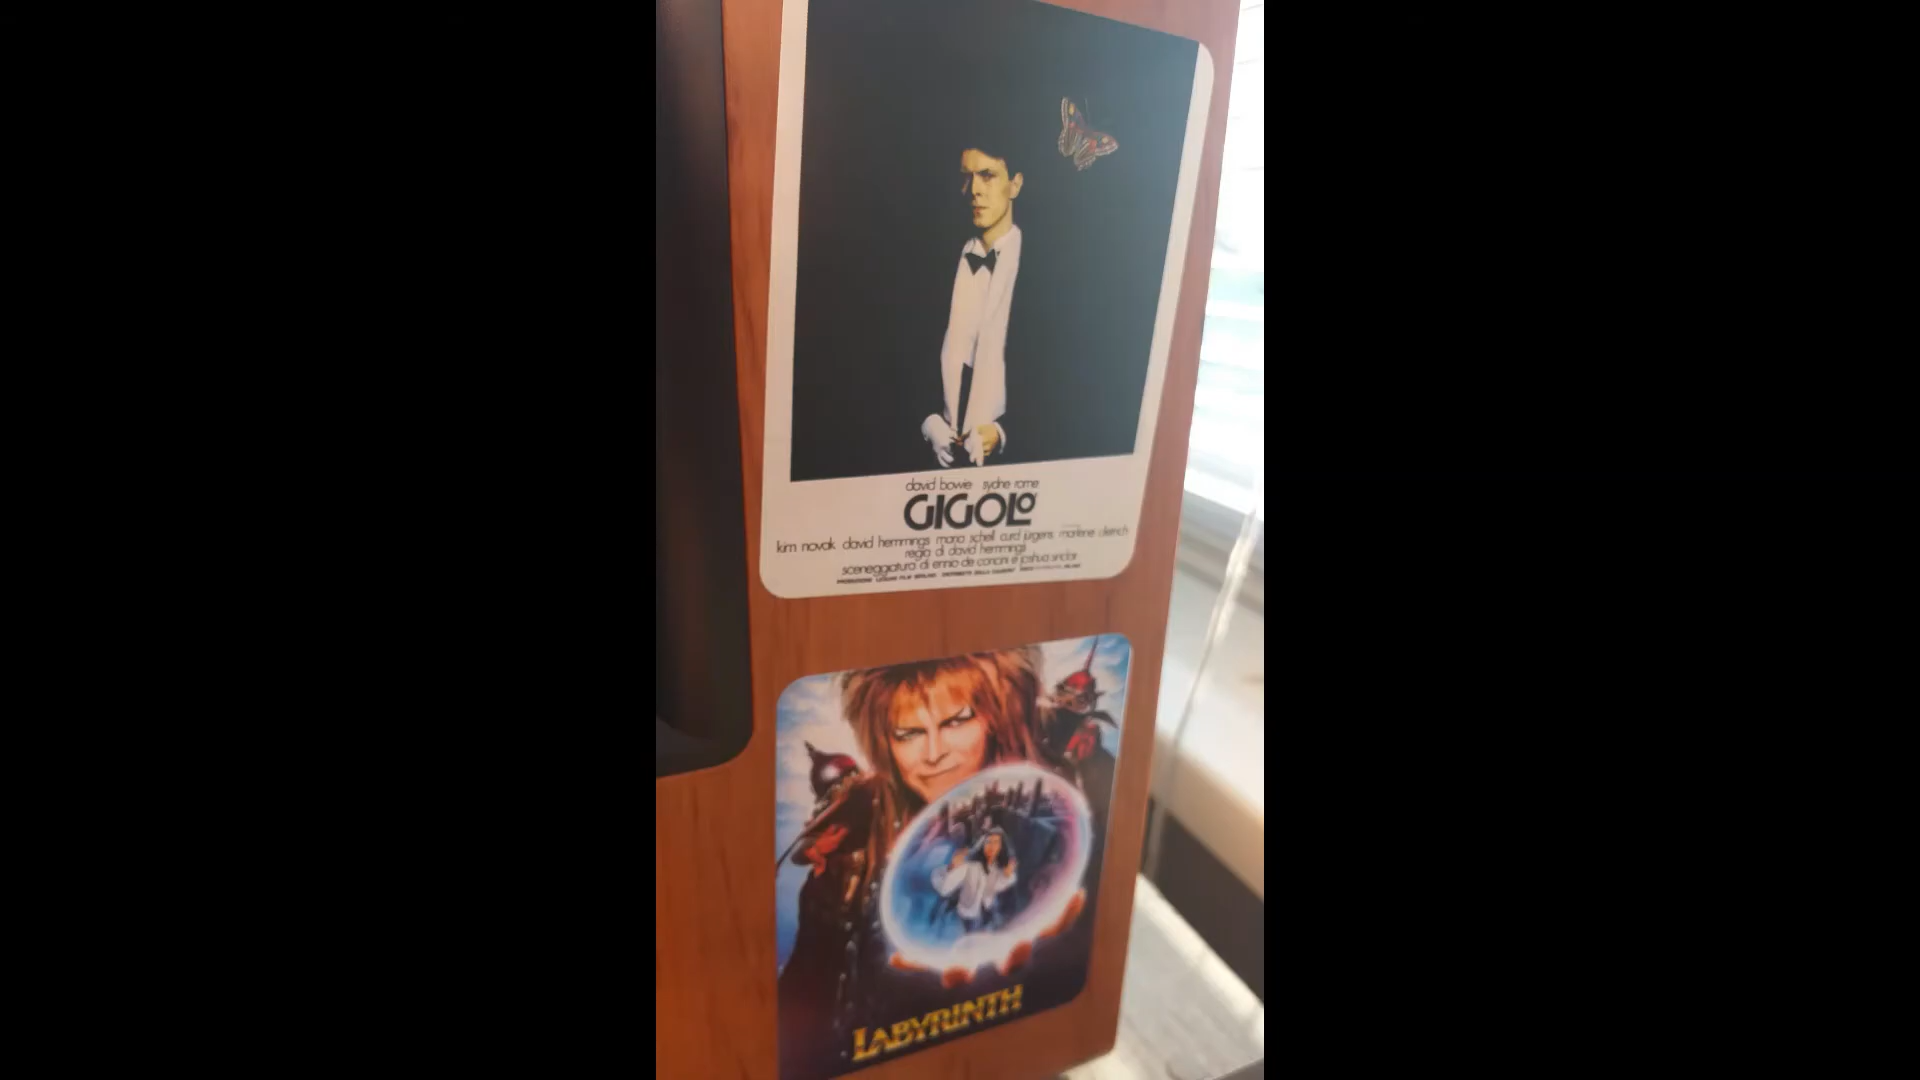 david bowie sydne rome
GIGOLO
kim novak david hemmings maria schell curd jürgens marlene dietrich
regia di david hemmings
sceneggiatura di ennio de concini e joshua sinclair
LABYRINTH